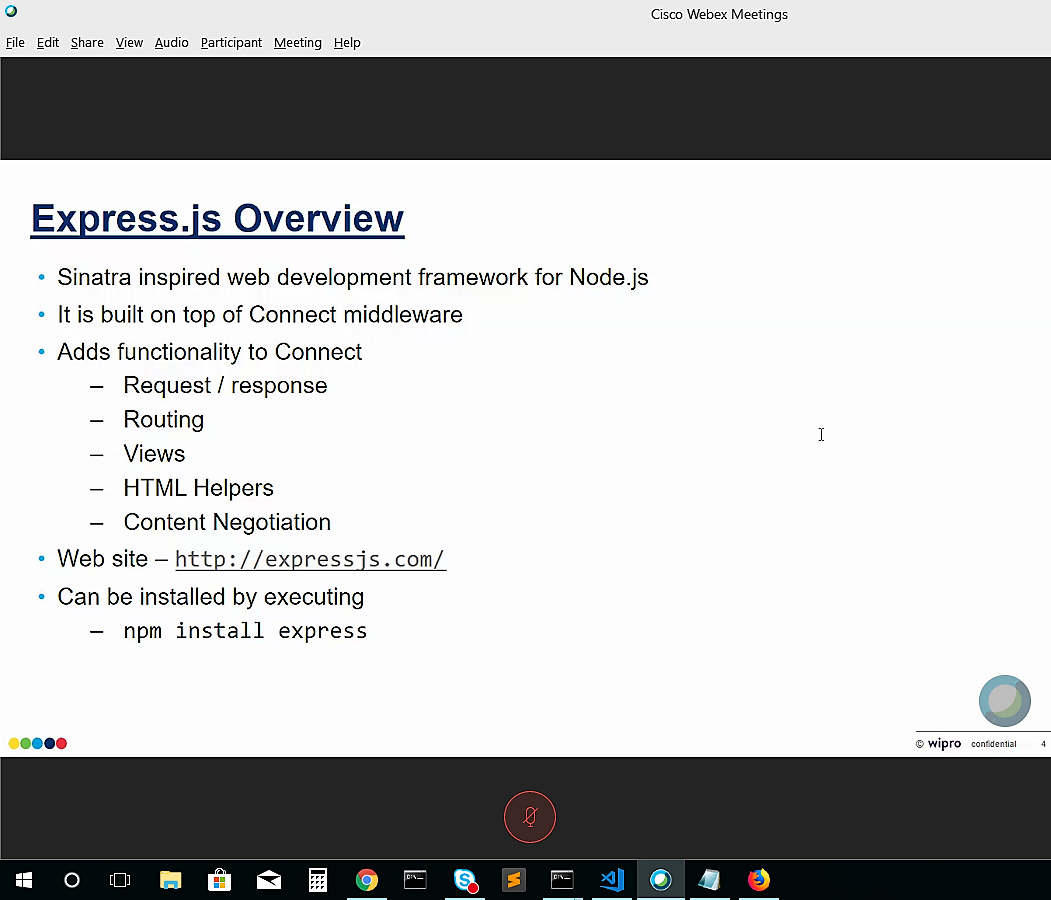 Cisco Webex Meetings
File Edit Share View Audio Participant Meeting Help
Express.js Overview
• Sinatra inspired web development framework for Node.js
• It is built on top of Connect middleware
• Adds functionality to Connect
– Request / response
– Routing
– Views
– HTML Helpers
– Content Negotiation
• Web site – http://expressjs.com/
• Can be installed by executing
– npm install express
© wipro confidential 4